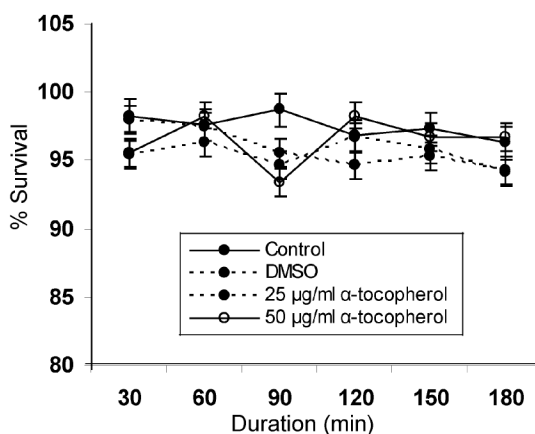 105
100
95
90
85
80
% Survival
Control
DMSO
25 µg/ml α-tocopherol
50 µg/ml α-tocopherol
30 60 90 120 150 180
Duration (min)